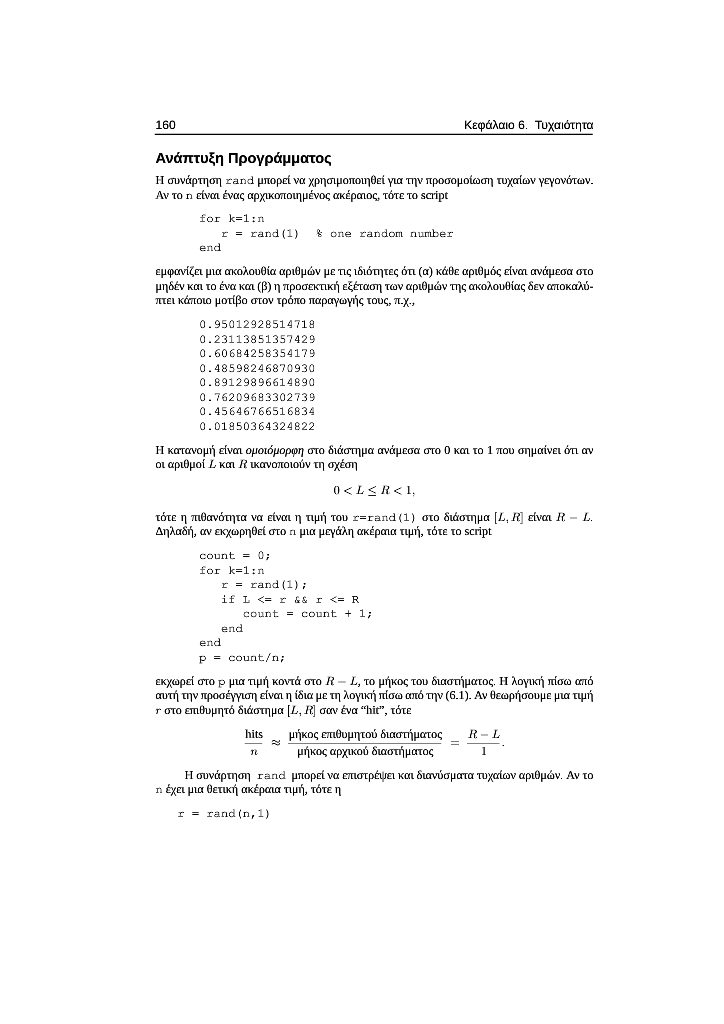 160 Κεφάλαιο 6. Τυχαιότητα
Ανάπτυξη Προγράμματος
Η συνάρτηση rand μπορεί να χρησιμοποιηθεί για την προσομοίωση τυχαίων γεγονότων.
Αν το n είναι ένας αρχικοποιημένος ακέραιος, τότε το script
for k=1:n
r = rand(1) % one random number
end
εμφανίζει μια ακολουθία αριθμών με τις ιδιότητες ότι (α) κάθε αριθμός είναι ανάμεσα στο
μηδέν και το ένα και (β) η προσεκτική εξέταση των αριθμών της ακολουθίας δεν αποκαλύ-
πτει κάποιο μοτίβο στον τρόπο παραγωγής τους, π.χ.,
0.95012928514718
0.23113851357429
0.60684258354179
0.48598246870930
0.89129896614890
0.76209683302739
0.45646766516834
0.01850364324822
Η κατανομή είναι ομοιόμορφη στο διάστημα ανάμεσα στο 0 και το 1 που σημαίνει ότι αν
οι αριθμοί L και R ικανοποιούν τη σχέση
0 < L ≤ R < 1,
τότε η πιθανότητα να είναι η τιμή του r=rand(1) στο διάστημα [L, R] είναι R − L.
Δηλαδή, αν εκχωρηθεί στο n μια μεγάλη ακέραια τιμή, τότε το script
count = 0;
for k=1:n
r = rand(1);
if L <= r && r <= R
count = count + 1;
end
end
p = count/n;
εκχωρεί στο p μια τιμή κοντά στο R − L, το μήκος του διαστήματος. Η λογική πίσω από
αυτή την προσέγγιση είναι η ίδια με τη λογική πίσω από την (6.1). Αν θεωρήσουμε μια τιμή
r στο επιθυμητό διάστημα [L, R] σαν ένα “hit”, τότε
hits/n ≈ μήκος επιθυμητού διαστήματος/μήκος αρχικού διαστήματος = R − L/1.
Η συνάρτηση rand μπορεί να επιστρέψει και διανύσματα τυχαίων αριθμών. Αν το
n έχει μια θετική ακέραια τιμή, τότε η
r = rand(n,1)